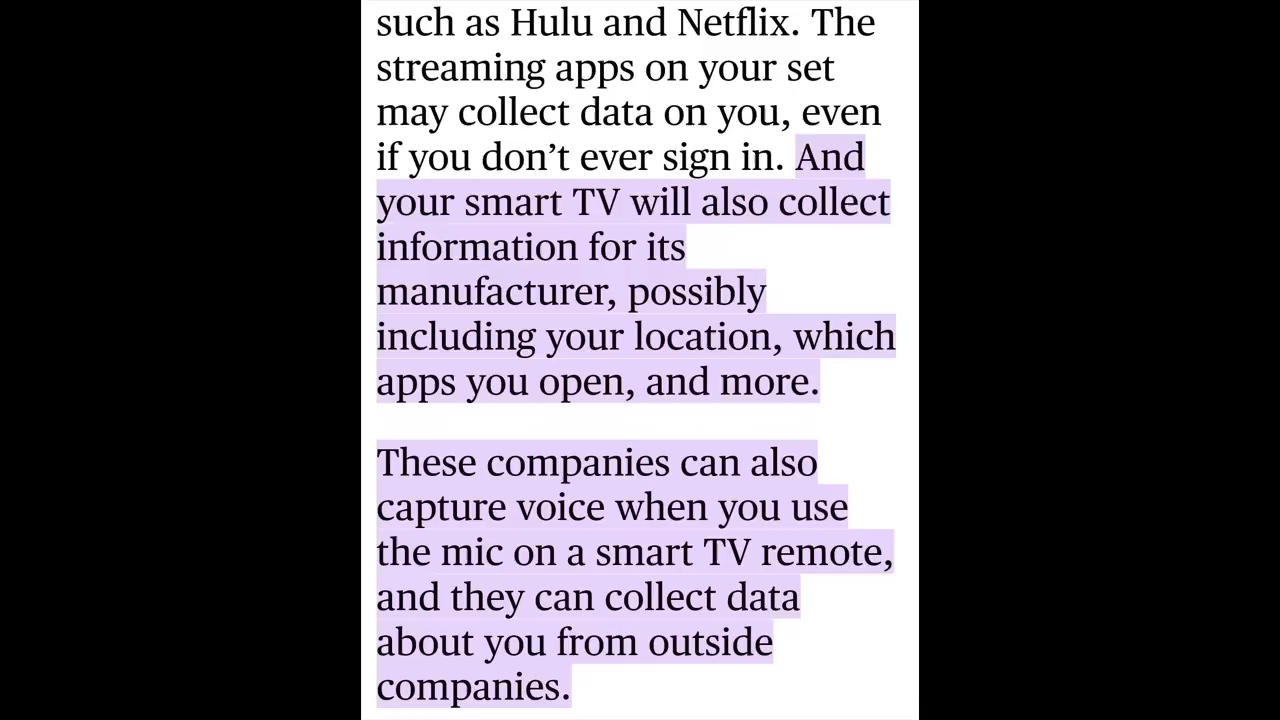 such as Hulu and Netflix. The
streaming apps on your set
may collect data on you, even
if you don’t ever sign in. And
your smart TV will also collect
information for its
manufacturer, possibly
including your location, which
apps you open, and more.
These companies can also
capture voice when you use
the mic on a smart TV remote,
and they can collect data
about you from outside
companies.